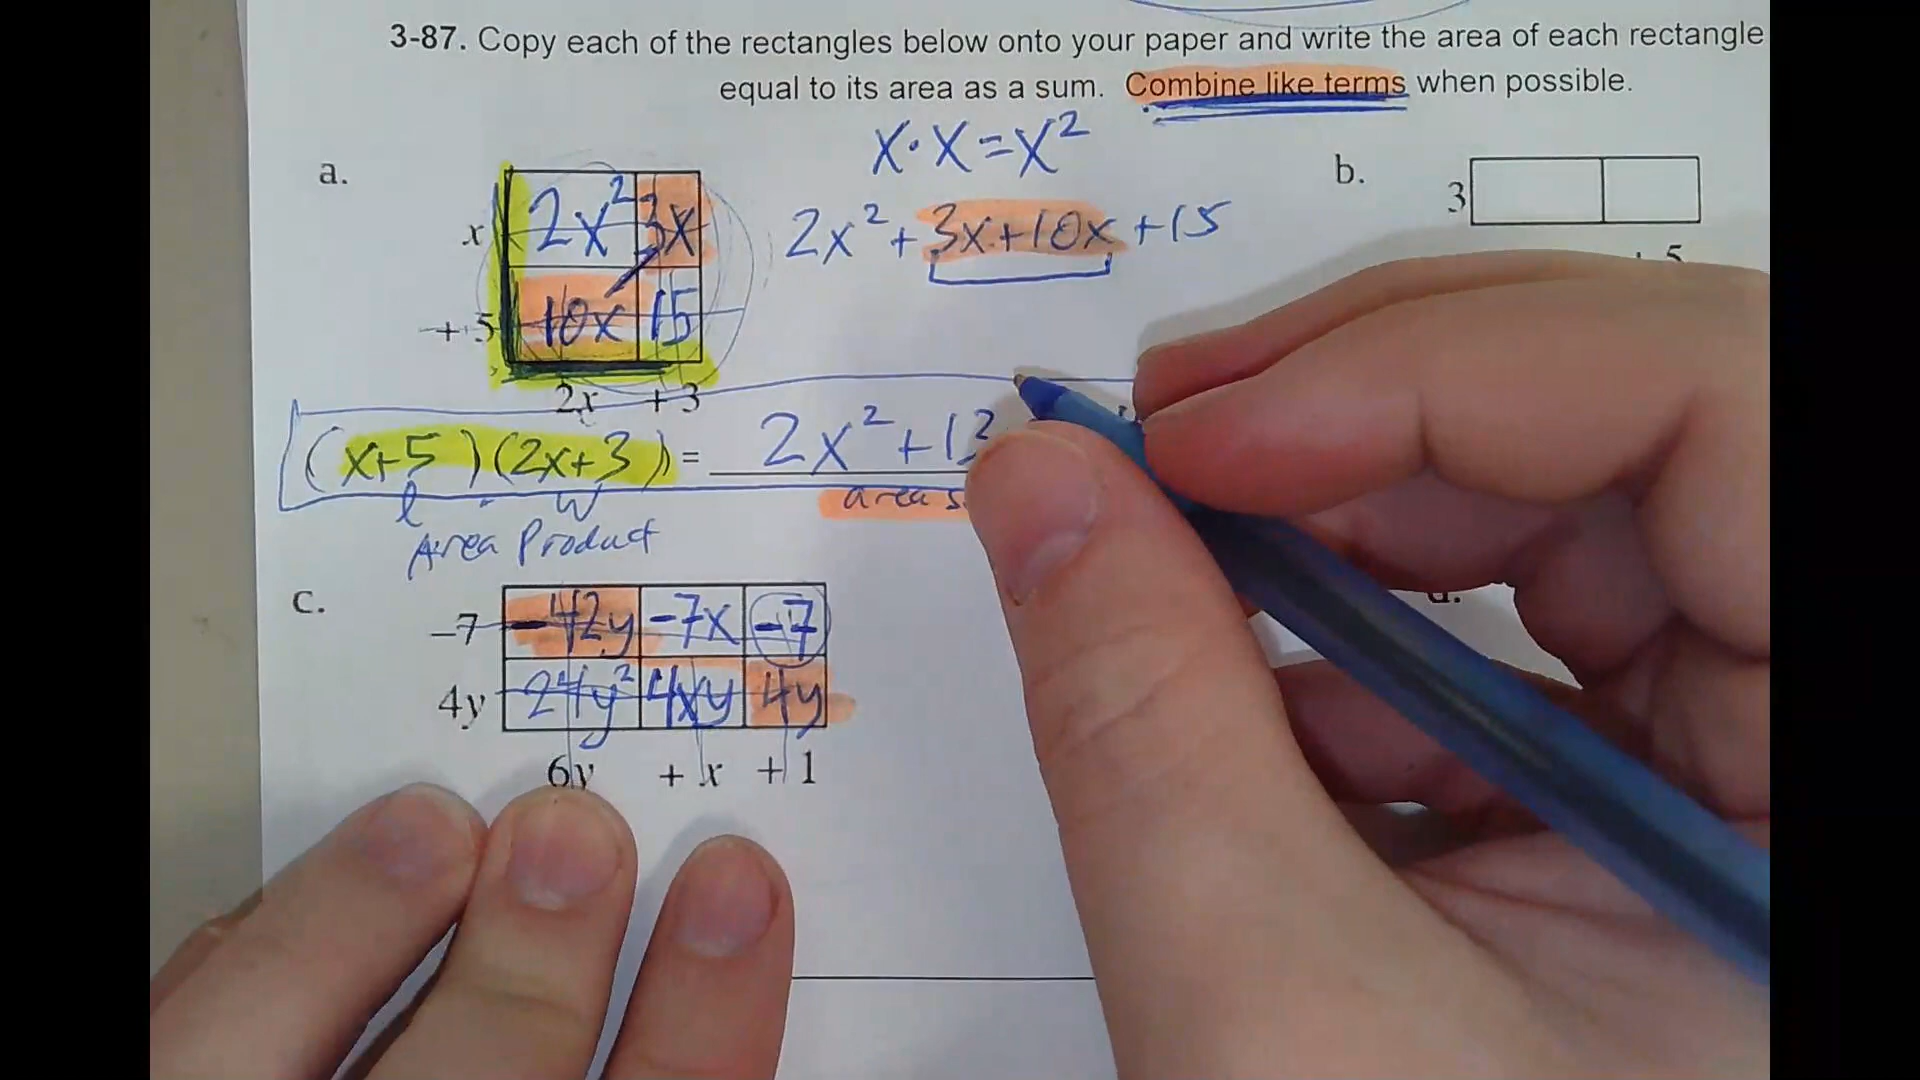 3-87. Copy each of the rectangles below onto your paper and write the area of each rectangle
equal to its area as a sum. Combine like terms when possible.
x·x=x²
a.
b.
2x² 3x
x
2x²+3x+10x+15
3
10x 15
+5
+ 5
2x + 3
(x+5)(2x+3)= 2x²+13
l w
area
Area Product
c.
-42y -7x -7
–7
24y² 4xy 4y
4y
6y + x + 1
d.